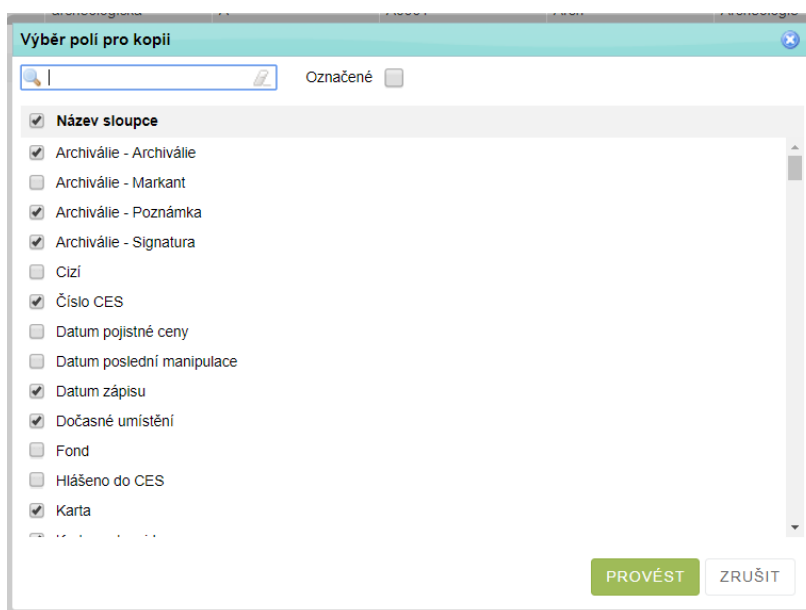 Výběr polí pro kopii
Označené
Název sloupce
Archiválie - Archiválie
Archiválie - Markant
Archiválie - Poznámka
Archiválie - Signatura
Cizí
Číslo CES
Datum pojistné ceny
Datum poslední manipulace
Datum zápisu
Dočasné umístění
Fond
Hlášeno do CES
Karta
PROVÉST ZRUŠIT